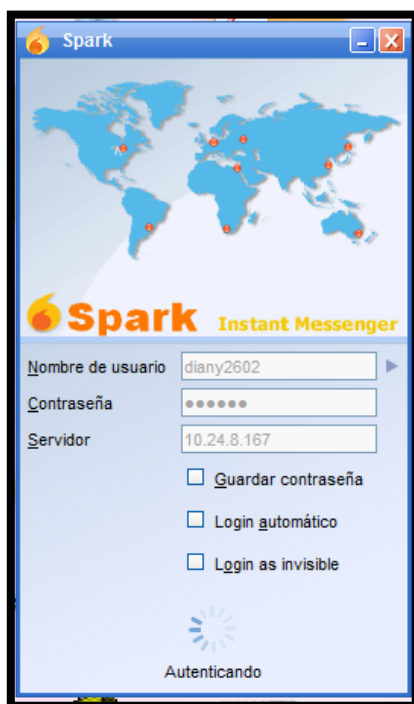 Spark
Spark Instant Messenger
Nombre de usuario diany2602
Contraseña ●●●●●●
Servidor 10.24.8.167
Guardar contraseña
Login automático
Login as invisible
Autenticando